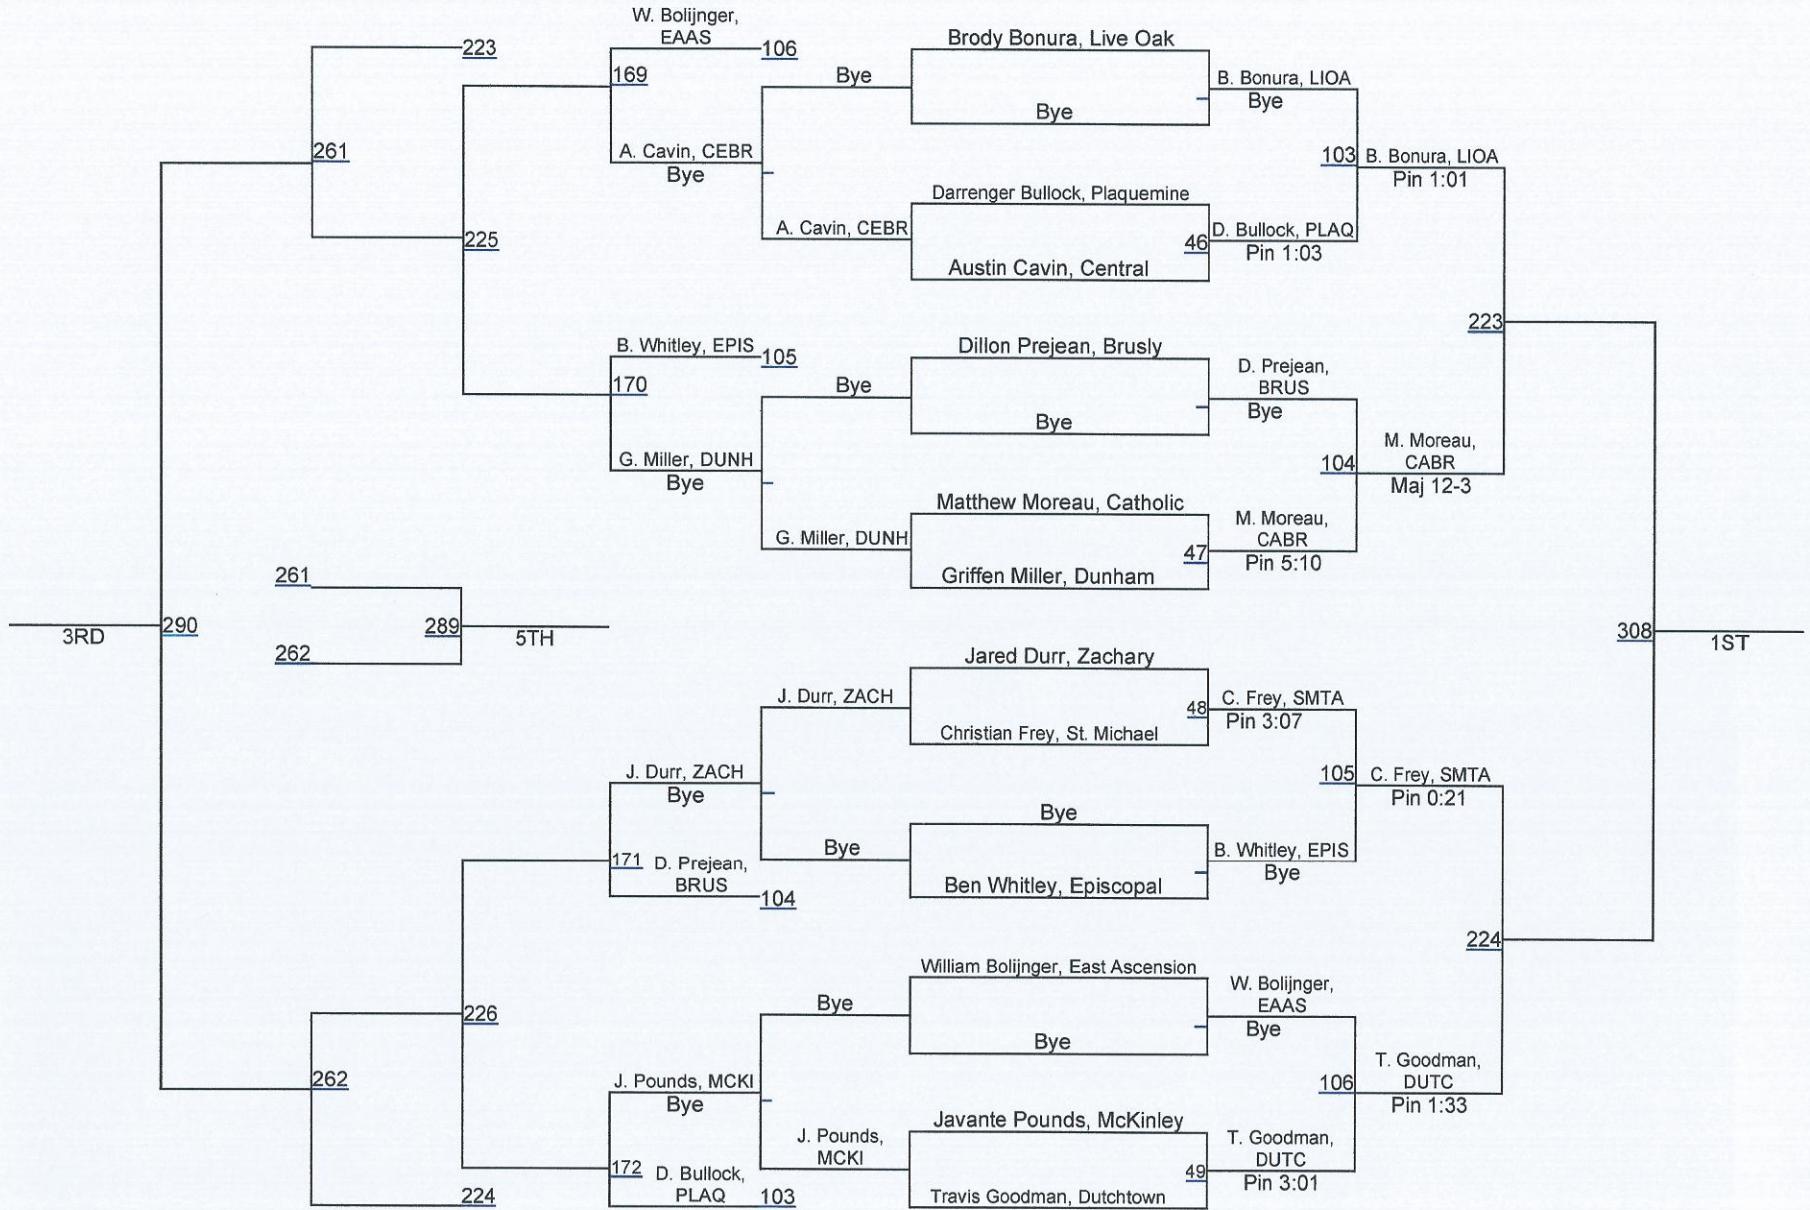 W. Bolijnger,
EAAS
106
223
169
Bye
Brody Bonura, Live Oak
B. Bonura, LIOA
Bye
Bye
261
A. Cavin, CEBR
Bye
103
B. Bonura, LIOA
Pin 1:01
Darrenger Bullock, Plaquemine
A. Cavin, CEBR
46
D. Bullock, PLAQ
Pin 1:03
225
Austin Cavin, Central
223
B. Whitley, EPIS
105
170
Bye
Dillon Prejean, Brusly
D. Prejean,
BRUS
Bye
Bye
G. Miller, DUNH
Bye
104
M. Moreau,
CABR
Maj 12-3
Matthew Moreau, Catholic
G. Miller, DUNH
47
M. Moreau,
CABR
Pin 5:10
Griffen Miller, Dunham
261
3RD
290
289
5TH
262
308
1ST
Jared Durr, Zachary
J. Durr, ZACH
48
C. Frey, SMTA
Pin 3:07
Christian Frey, St. Michael
J. Durr, ZACH
Bye
105
C. Frey, SMTA
Pin 0:21
Bye
171
D. Prejean,
BRUS
104
Bye
B. Whitley, EPIS
Bye
Ben Whitley, Episcopal
224
William Bolijnger, East Ascension
W. Bolijnger,
EAAS
Bye
Bye
Bye
226
262
J. Pounds, MCKI
Bye
106
T. Goodman,
DUTC
Pin 1:33
Javante Pounds, McKinley
J. Pounds,
MCKI
49
T. Goodman,
DUTC
Pin 3:01
172
D. Bullock,
PLAQ
103
224
Travis Goodman, Dutchtown